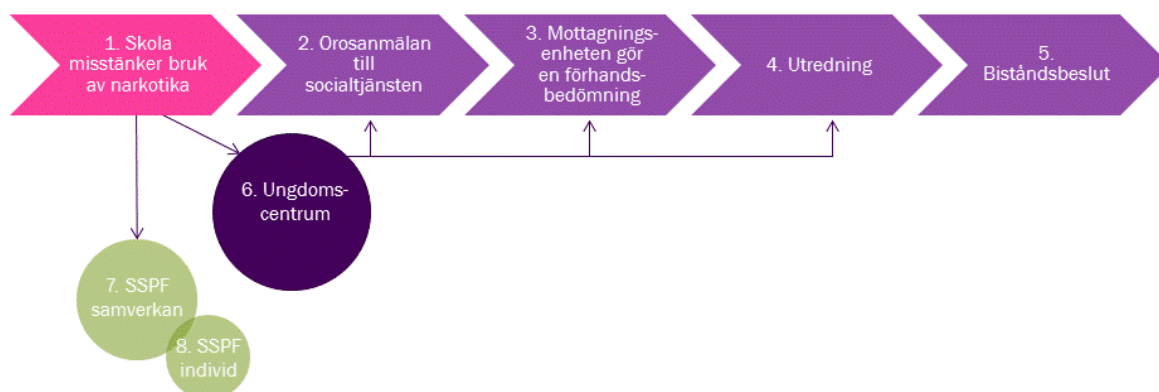 1. Skola
misstänker bruk
av narkotika
2. Orosanmälan
till
socialtjänsten
3. Mottagnings-
enheten gör
en förhands-
bedömning
4. Utredning
5.
Biståndsbeslut
6. Ungdoms-
centrum
7. SSPF
samverkan
8. SSPF
individ